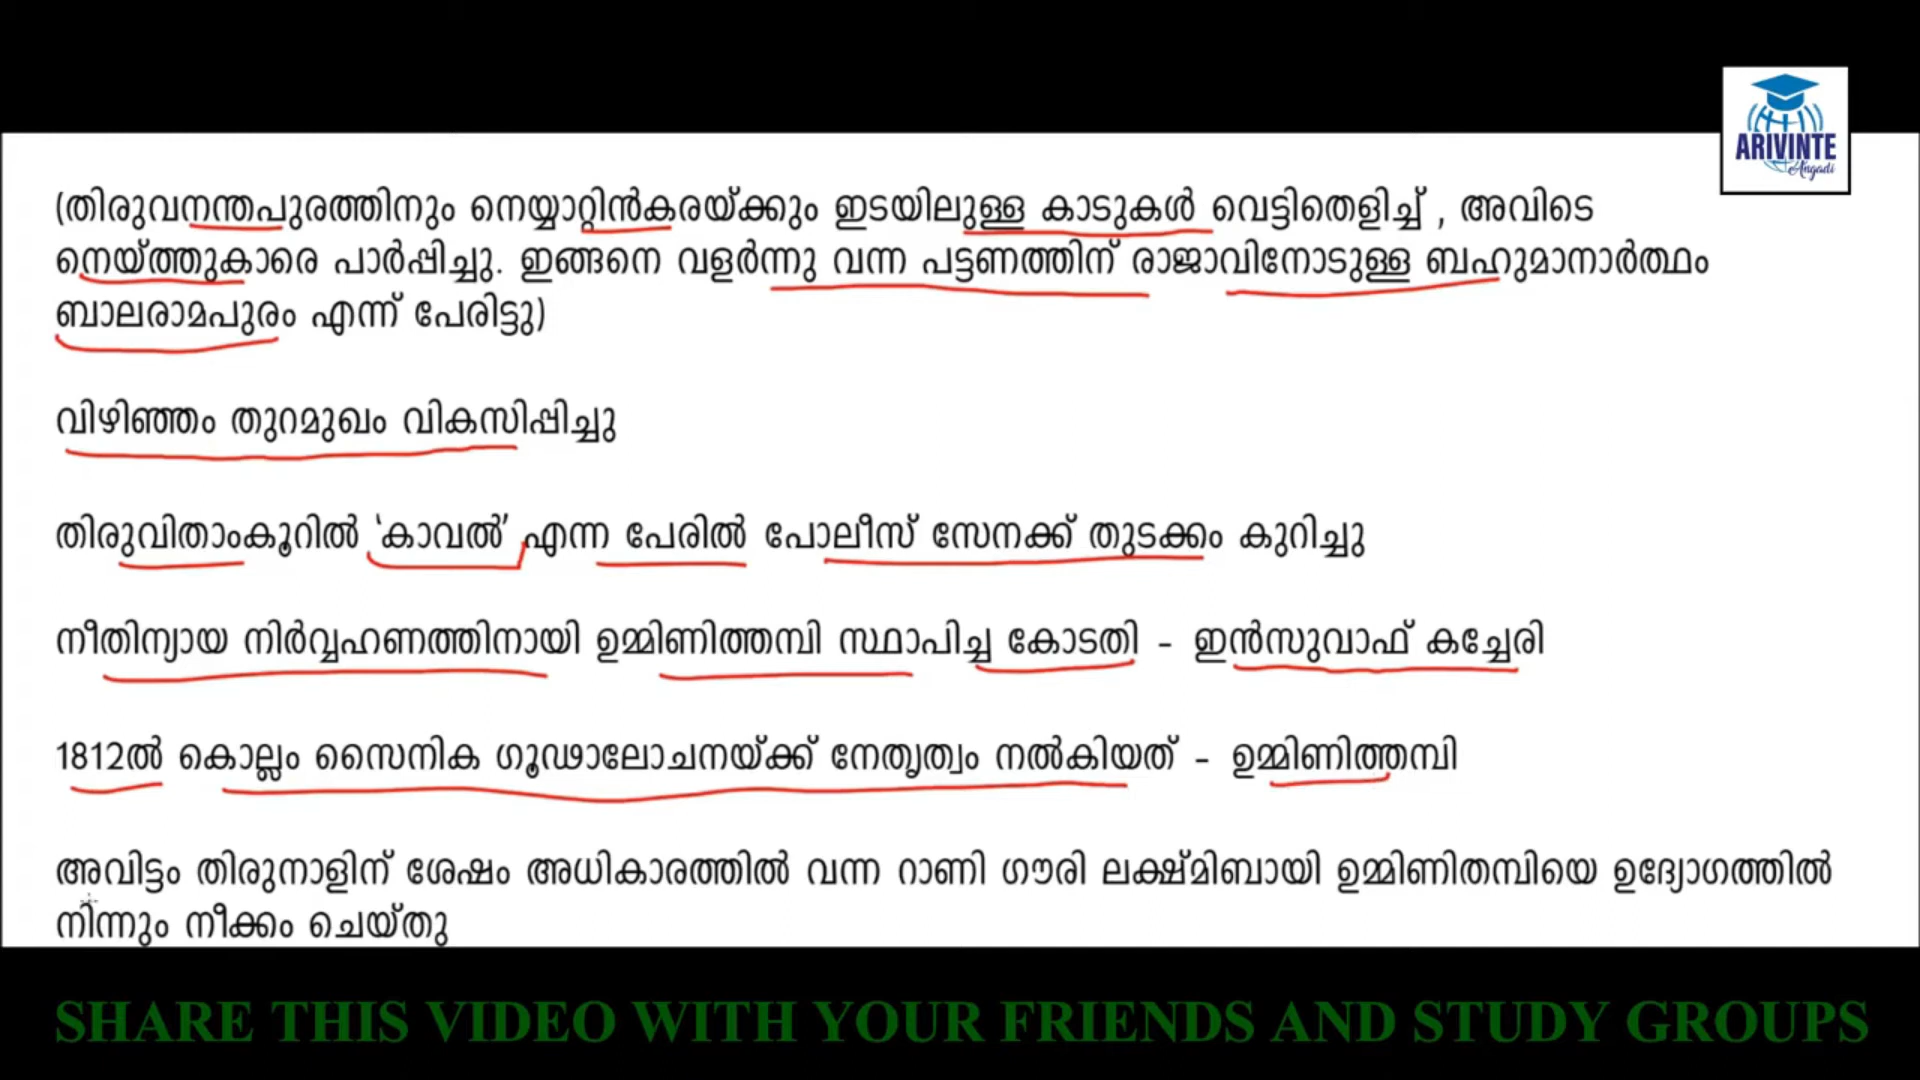 ARIVINTE
Angadi
(തിരുവനന്തപുരത്തിനും നെയ്യാറ്റിൻകരയ്ക്കും ഇടയിലുള്ള കാടുകൾ വെട്ടിതെളിച്ച് , അവിടെ
നെയ്ത്തുകാരെ പാർപ്പിച്ചു. ഇങ്ങനെ വളർന്നു വന്ന പട്ടണത്തിന് രാജാവിനോടുള്ള ബഹുമാനാർത്ഥം
ബാലരാമപുരം എന്ന് പേരിട്ടു)
വിഴിഞ്ഞം തുറമുഖം വികസിപ്പിച്ചു
തിരുവിതാംകൂറിൽ ‘കാവൽ’ എന്ന പേരിൽ പോലീസ് സേനക്ക് തുടക്കം കുറിച്ചു
നീതിന്യായ നിർവ്വഹണത്തിനായി ഉമ്മിണിത്തമ്പി സ്ഥാപിച്ച കോടതി - ഇൻസുവാഫ് കച്ചേരി
1812ൽ കൊല്ലം സൈനിക ഗൂഢാലോചനയ്ക്ക് നേതൃത്വം നൽകിയത് - ഉമ്മിണിത്തമ്പി
അവിട്ടം തിരുനാളിന് ശേഷം അധികാരത്തിൽ വന്ന റാണി ഗൗരി ലക്ഷ്മിബായി ഉമ്മിണിതമ്പിയെ ഉദ്യോഗത്തിൽ
നിന്നും നീക്കം ചെയ്തു
SHARE THIS VIDEO WITH YOUR FRIENDS AND STUDY GROUPS